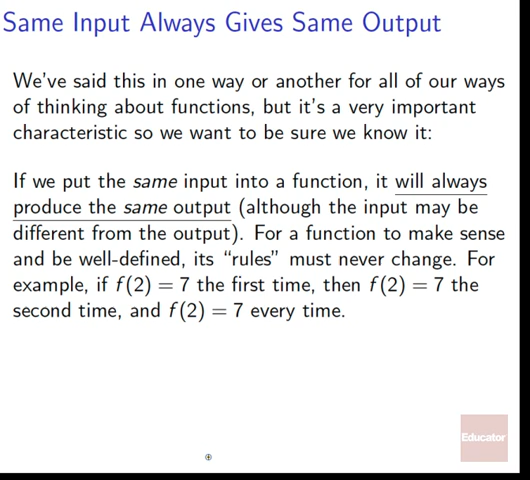 Same Input Always Gives Same Output
We've said this in one way or another for all of our ways
of thinking about functions, but it's a very important
characteristic so we want to be sure we know it:
If we put the same input into a function, it will always
produce the same output (although the input may be
different from the output). For a function to make sense
and be well-defined, its “rules” must never change. For
example, if f(2) = 7 the first time, then f(2) = 7 the
second time, and f(2) = 7 every time.
Educator